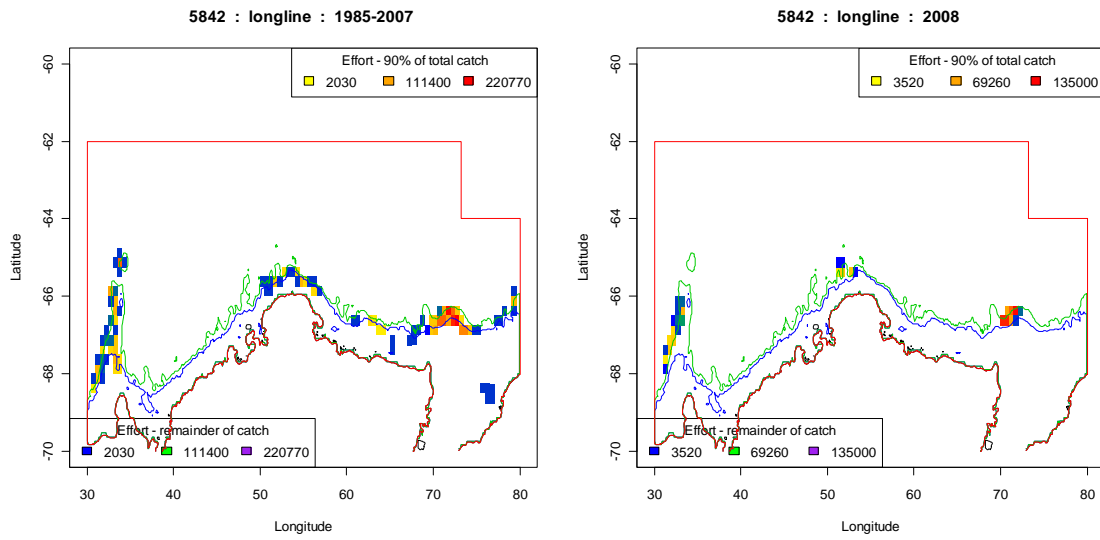 5842 : longline : 1985-2007
Effort - 90% of total catch
2030 111400 220770
-60
-62
-64
-66
-68
-70
Latitude
Effort - remainder of catch
2030 111400 220770
30 40 50 60 70 80
Longitude
5842 : longline : 2008
Effort - 90% of total catch
3520 69260 135000
-60
-62
-64
-66
-68
-70
Latitude
Effort - remainder of catch
3520 69260 135000
30 40 50 60 70 80
Longitude